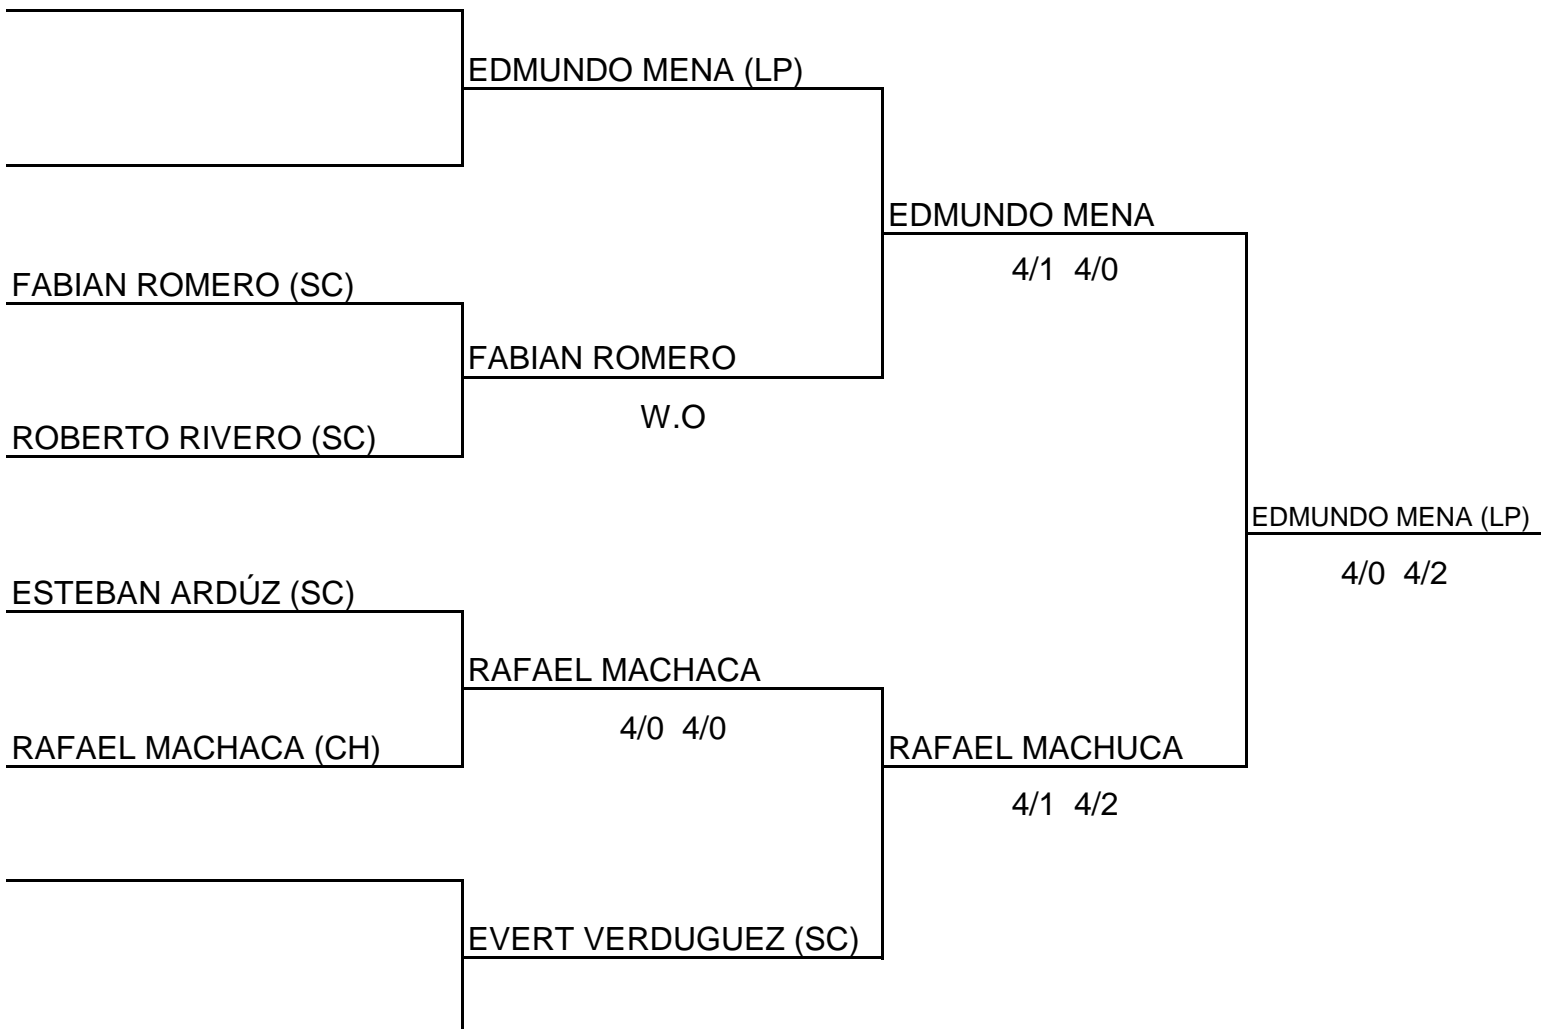 EDMUNDO MENA (LP)
EDMUNDO MENA
4/1 4/0
FABIAN ROMERO (SC)
FABIAN ROMERO
W.O
ROBERTO RIVERO (SC)
EDMUNDO MENA (LP)
4/0 4/2
ESTEBAN ARDÚZ (SC)
RAFAEL MACHACA
4/0 4/0
RAFAEL MACHACA (CH)
RAFAEL MACHUCA
4/1 4/2
EVERT VERDUGUEZ (SC)